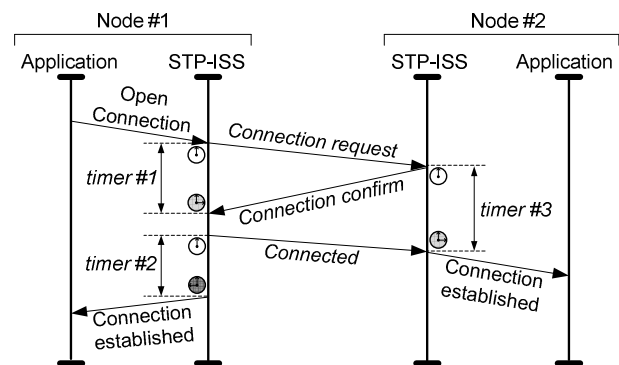 Node #1
Node #2
Application
STP-ISS
STP-ISS
Application
Open
Connection
Connection request
timer #1
Connection confirm
timer #3
timer #2
Connected
Connection
established
Connection
established